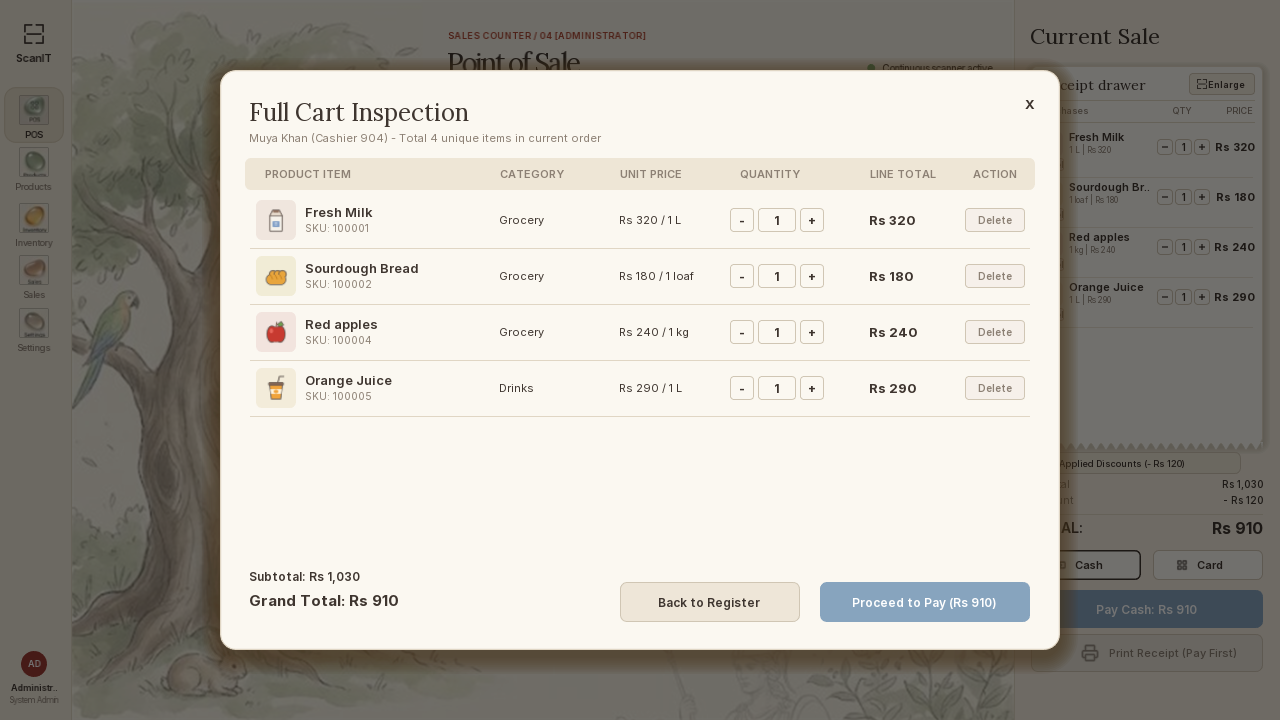 ScanIT
POS
POS
Products
Inventory
Sales
Sales
Settings
Settings
AD
Administr..
System Admin
SALES COUNTER / 04 [ADMINISTRATOR]
Point of Sale
Continuous scanner active
Full Cart Inspection
X
Muya Khan (Cashier 904) - Total 4 unique items in current order
PRODUCT ITEM CATEGORY UNIT PRICE QUANTITY LINE TOTAL ACTION
Fresh Milk
SKU: 100001
Grocery Rs 320 / 1 L - 1 + Rs 320 Delete
Sourdough Bread
SKU: 100002
Grocery Rs 180 / 1 loaf - 1 + Rs 180 Delete
Red apples
SKU: 100004
Grocery Rs 240 / 1 kg - 1 + Rs 240 Delete
Orange Juice
SKU: 100005
Drinks Rs 290 / 1 L - 1 + Rs 290 Delete
Subtotal: Rs 1,030
Grand Total: Rs 910
Back to Register
Proceed to Pay (Rs 910)
Current Sale
ceipt drawer Enlarge
hases QTY PRICE
Fresh Milk
1 L | Rs 320
− 1 + Rs 320
Sourdough Br..
1 loaf | Rs 180
− 1 + Rs 180
Red apples
1 kg | Rs 240
− 1 + Rs 240
Orange Juice
1 L | Rs 290
− 1 + Rs 290
Applied Discounts (- Rs 120)
al Rs 1,030
int - Rs 120
AL: Rs 910
Cash Card
Pay Cash: Rs 910
Print Receipt (Pay First)